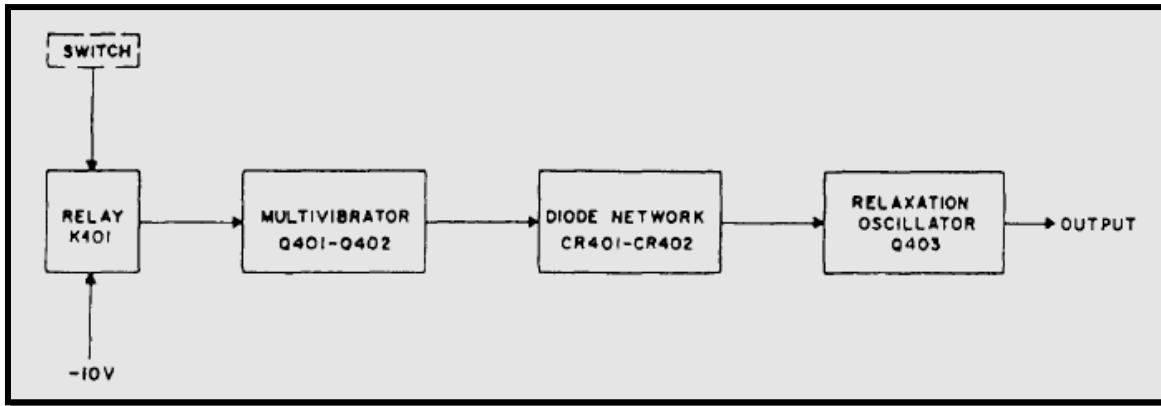 SWITCH
RELAY
K401
MULTIVIBRATOR
Q401-Q402
DIODE NETWORK
CR401-CR402
RELAXATION
OSCILLATOR
Q403
OUTPUT
-10V